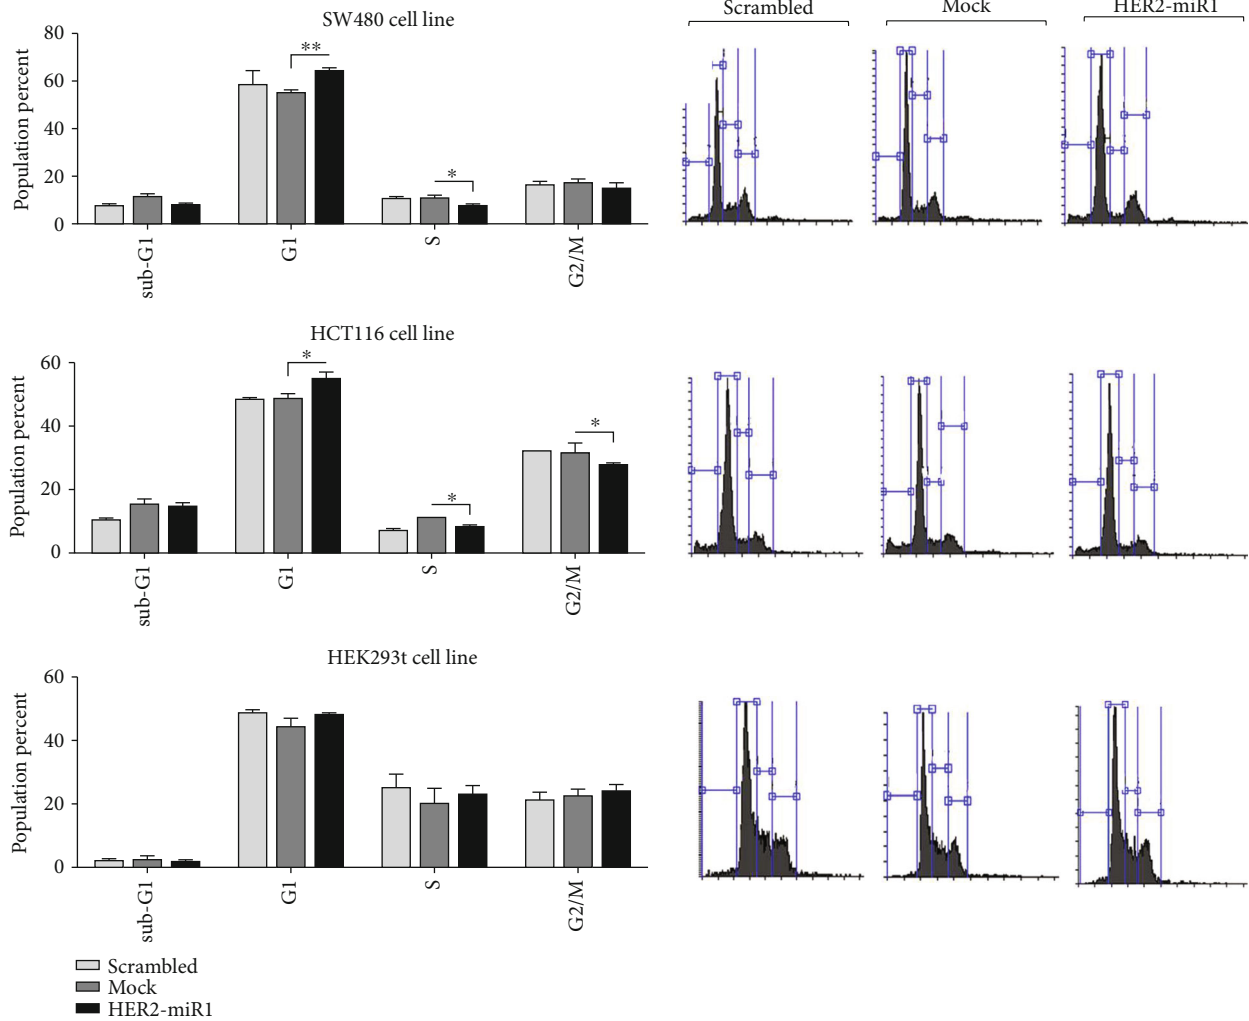 SW480 cell line
Population percent
80
60
40
20
0
**
*
sub-G1
G1
S
G2/M
Scrambled
Mock
HER2-miR1
HCT116 cell line
Population percent
60
40
20
0
*
*
*
sub-G1
G1
S
G2/M
HEK293t cell line
Population percent
60
40
20
0
sub-G1
G1
S
G2/M
Scrambled
Mock
HER2-miR1